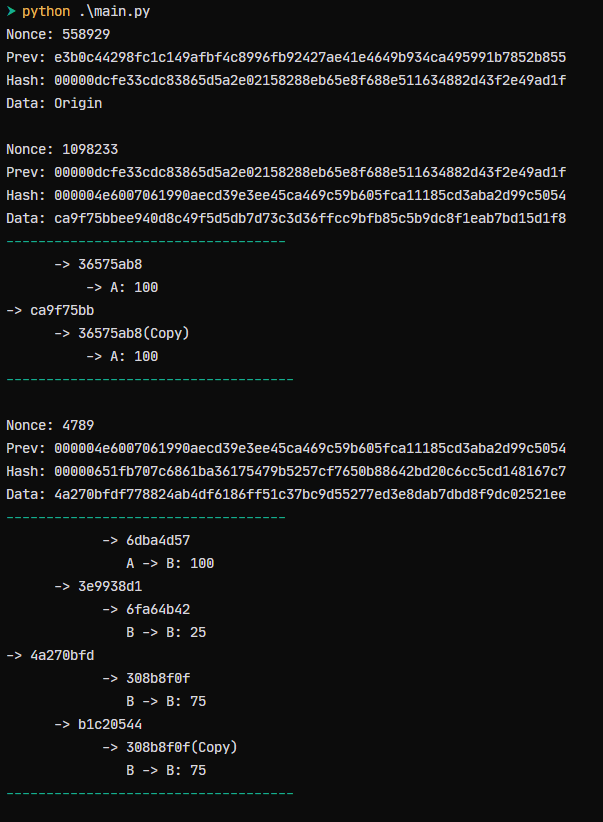 ➤ python .\main.py
Nonce: 558929
Prev: e3b0c44298fc1c149afbf4c8996fb92427ae41e4649b934ca495991b7852b855
Hash: 00000dcfe33cdc83865d5a2e02158288eb65e8f688e511634882d43f2e49ad1f
Data: Origin

Nonce: 1098233
Prev: 00000dcfe33cdc83865d5a2e02158288eb65e8f688e511634882d43f2e49ad1f
Hash: 000004e6007061990aecd39e3ee45ca469c59b605fca11185cd3aba2d99c5054
Data: ca9f75bbee940d8c49f5d5db7d73c3d36ffcc9bfb85c5b9dc8f1eab7bd15d1f8
-----------------------------------
      -> 36575ab8
          -> A: 100
-> ca9f75bb
      -> 36575ab8(Copy)
          -> A: 100
------------------------------------

Nonce: 4789
Prev: 000004e6007061990aecd39e3ee45ca469c59b605fca11185cd3aba2d99c5054
Hash: 00000651fb707c6861ba36175479b5257cf7650b88642bd20c6cc5cd148167c7
Data: 4a270bfdf778824ab4df6186ff51c37bc9d55277ed3e8dab7dbd8f9dc02521ee
-----------------------------------
            -> 6dba4d57
               A -> B: 100
      -> 3e9938d1
            -> 6fa64b42
               B -> B: 25
-> 4a270bfd
            -> 308b8f0f
               B -> B: 75
      -> b1c20544
            -> 308b8f0f(Copy)
               B -> B: 75
------------------------------------